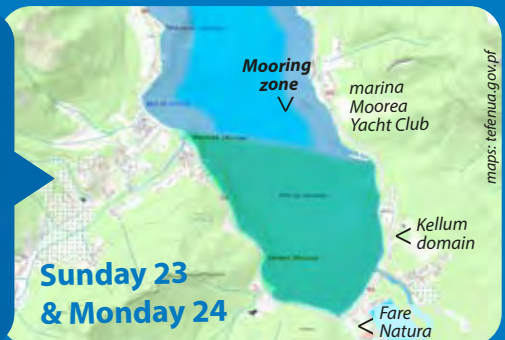 Mooring
zone
marina
Moorea
Yacht Club
maps: tefenua.gov.pf
Kellum
domain
Sunday 23
& Monday 24
Fare
Natura